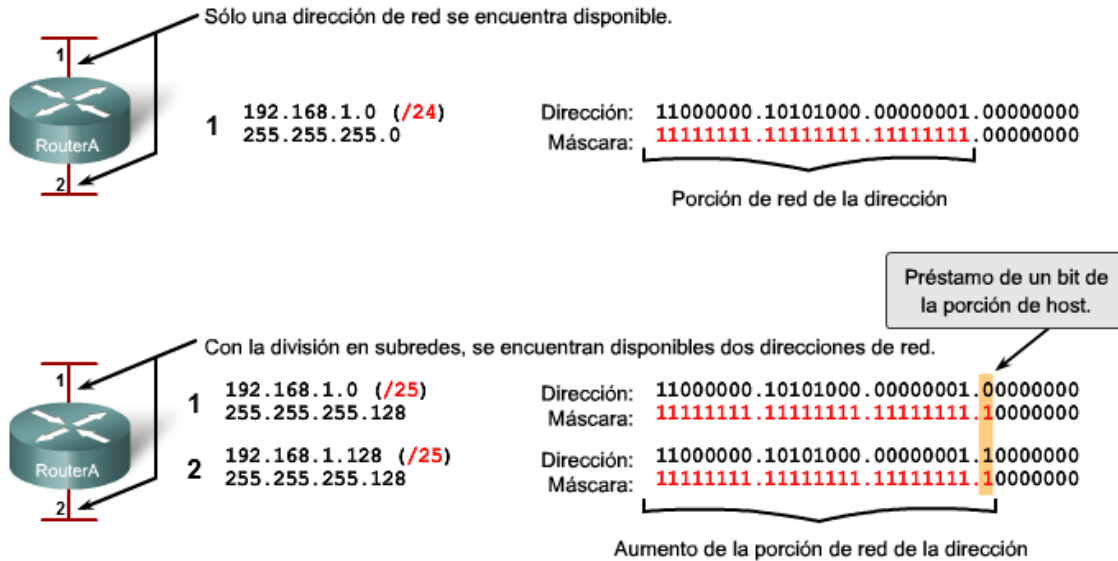 Sólo una dirección de red se encuentra disponible.
1
RouterA
2
1
192.168.1.0 (/24)
255.255.255.0
Dirección: 11000000.10101000.00000001.00000000
Máscara: 11111111.11111111.11111111.00000000
Porción de red de la dirección
Préstamo de un bit de
la porción de host.
Con la división en subredes, se encuentran disponibles dos direcciones de red.
1
RouterA
2
1
192.168.1.0 (/25)
255.255.255.128
Dirección: 11000000.10101000.00000001.00000000
Máscara: 11111111.11111111.11111111.10000000
2
192.168.1.128 (/25)
255.255.255.128
Dirección: 11000000.10101000.00000001.10000000
Máscara: 11111111.11111111.11111111.10000000
Aumento de la porción de red de la dirección